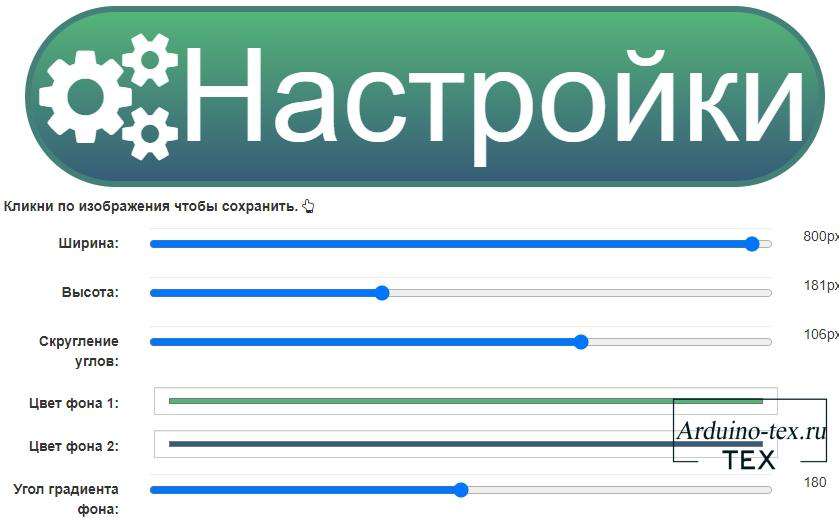 Настройки
Кликни по изображения чтобы сохранить.
Ширина:
800px
Высота:
181px
Скругление
углов:
106px
Цвет фона 1:
Цвет фона 2:
Arduino-tex.ru
TEX
Угол градиента
фона:
180